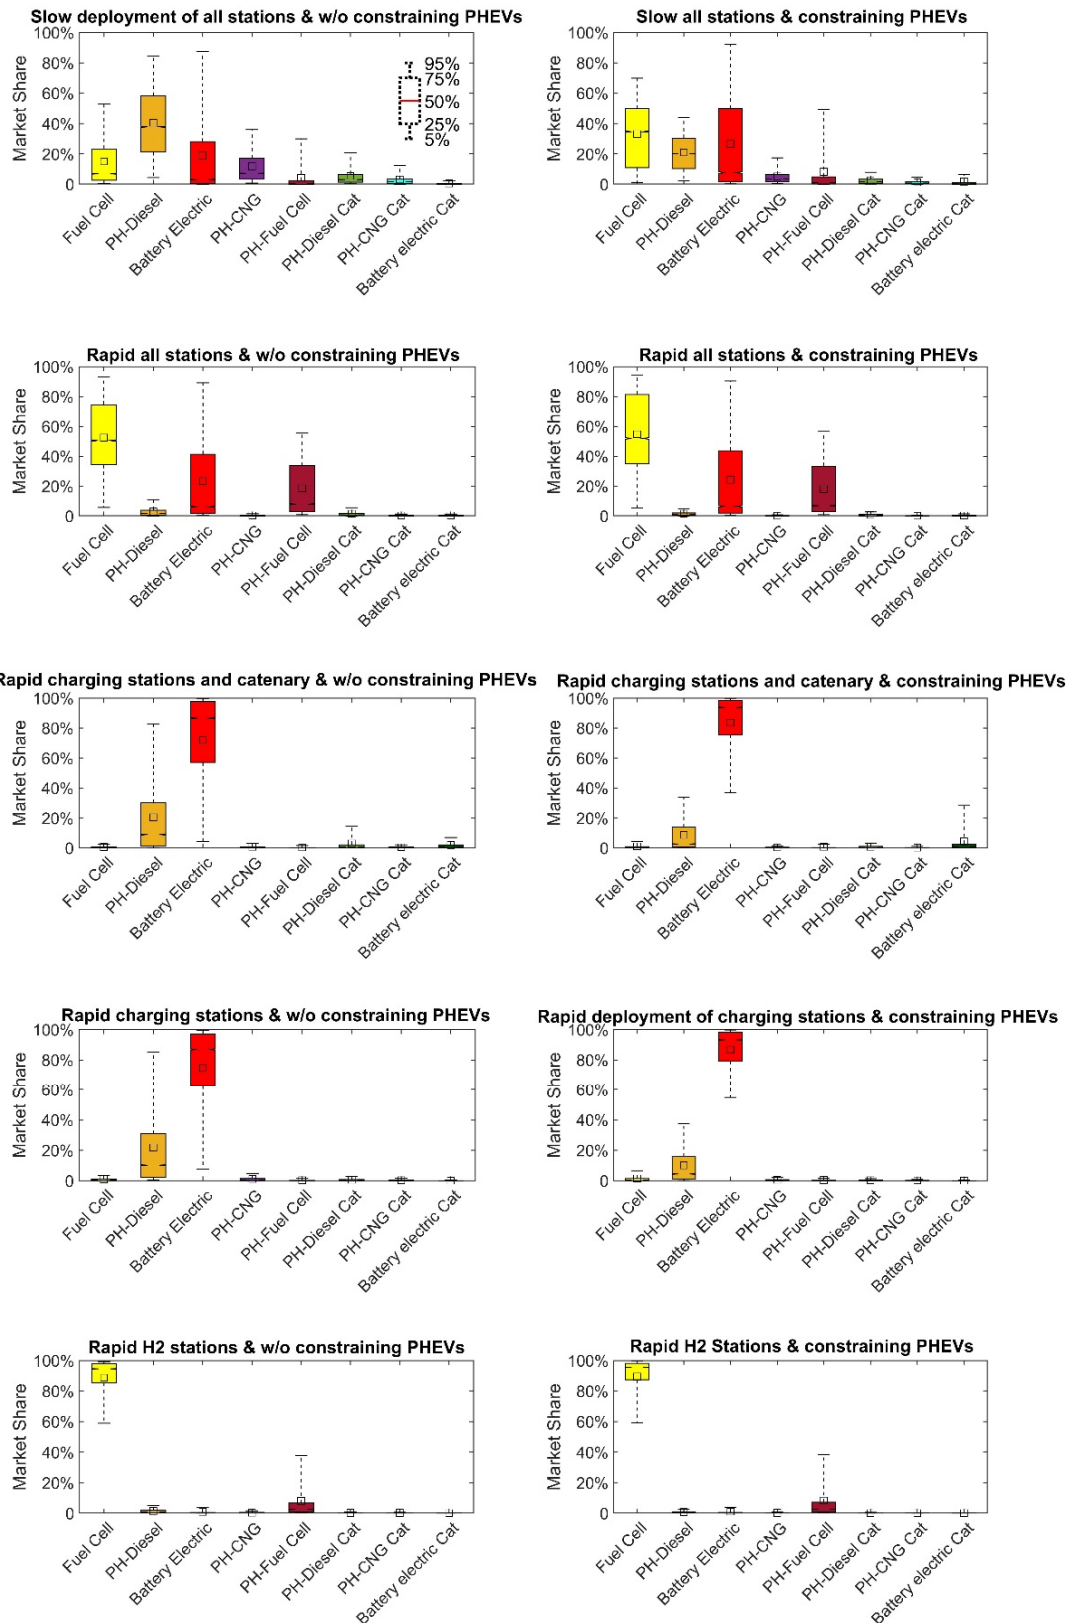 Slow deployment of all stations & w/o constraining PHEVs
Market Share
100%
80%
60%
40%
20%
0
95%
75%
50%
25%
5%
Fuel Cell
PH-Diesel
Battery Electric
PH-CNG
PH-Fuel Cell
PH-Diesel Cat
PH-CNG Cat
Battery electric Cat
Slow all stations & constraining PHEVs
Market Share
100%
80%
60%
40%
20%
0
Fuel Cell
PH-Diesel
Battery Electric
PH-CNG
PH-Fuel Cell
PH-Diesel Cat
PH-CNG Cat
Battery electric Cat
Rapid all stations & w/o constraining PHEVs
Market Share
100%
80%
60%
40%
20%
0
Fuel Cell
PH-Diesel
Battery Electric
PH-CNG
PH-Fuel Cell
PH-Diesel Cat
PH-CNG Cat
Battery electric Cat
Rapid all stations & constraining PHEVs
Market Share
100%
80%
60%
40%
20%
0
Fuel Cell
PH-Diesel
Battery Electric
PH-CNG
PH-Fuel Cell
PH-Diesel Cat
PH-CNG Cat
Battery electric Cat
Rapid charging stations and catenary & w/o constraining PHEVs
Market Share
100%
80%
60%
40%
20%
0
Fuel Cell
PH-Diesel
Battery Electric
PH-CNG
PH-Fuel Cell
PH-Diesel Cat
PH-CNG Cat
Battery electric Cat
Rapid charging stations and catenary & constraining PHEVs
Market Share
100%
80%
60%
40%
20%
0
Fuel Cell
PH-Diesel
Battery Electric
PH-CNG
PH-Fuel Cell
PH-Diesel Cat
PH-CNG Cat
Battery electric Cat
Rapid charging stations & w/o constraining PHEVs
Market Share
100%
80%
60%
40%
20%
0
Fuel Cell
PH-Diesel
Battery Electric
PH-CNG
PH-Fuel Cell
PH-Diesel Cat
PH-CNG Cat
Battery electric Cat
Rapid deployment of charging stations & constraining PHEVs
Market Share
100%
80%
60%
40%
20%
0
Fuel Cell
PH-Diesel
Battery Electric
PH-CNG
PH-Fuel Cell
PH-Diesel Cat
PH-CNG Cat
Battery electric Cat
Rapid H2 stations & w/o constraining PHEVs
Market Share
100%
80%
60%
40%
20%
0
Fuel Cell
PH-Diesel
Battery Electric
PH-CNG
PH-Fuel Cell
PH-Diesel Cat
PH-CNG Cat
Battery electric Cat
Rapid H2 Stations & constraining PHEVs
Market Share
100%
80%
60%
40%
20%
0
Fuel Cell
PH-Diesel
Battery Electric
PH-CNG
PH-Fuel Cell
PH-Diesel Cat
PH-CNG Cat
Battery electric Cat